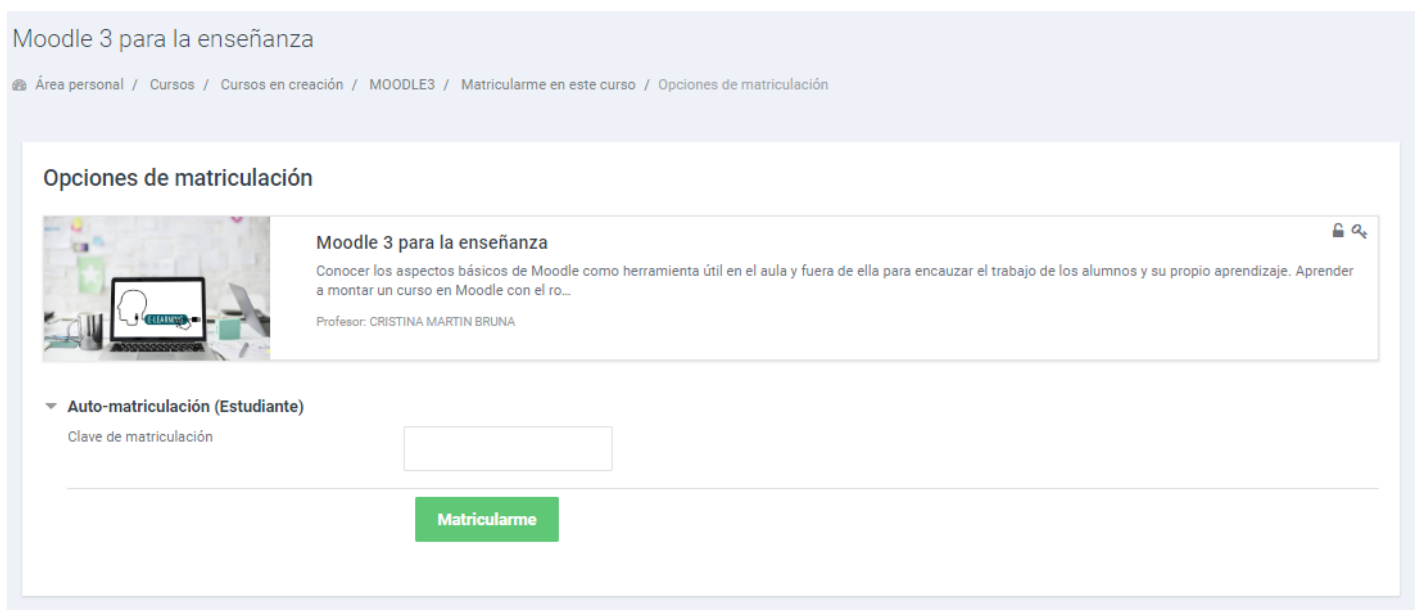 Moodle 3 para la enseñanza
Área personal / Cursos / Cursos en creación / MOODLE3 / Matricularme en este curso / Opciones de matriculación
Opciones de matriculación
Moodle 3 para la enseñanza
Conocer los aspectos básicos de Moodle como herramienta útil en el aula y fuera de ella para encauzar el trabajo de los alumnos y su propio aprendizaje. Aprender
a montar un curso en Moodle con el ro...
Profesor: CRISTINA MARTIN BRUNA
E-LEARNING
Auto-matriculación (Estudiante)
Clave de matriculación
Matricularme